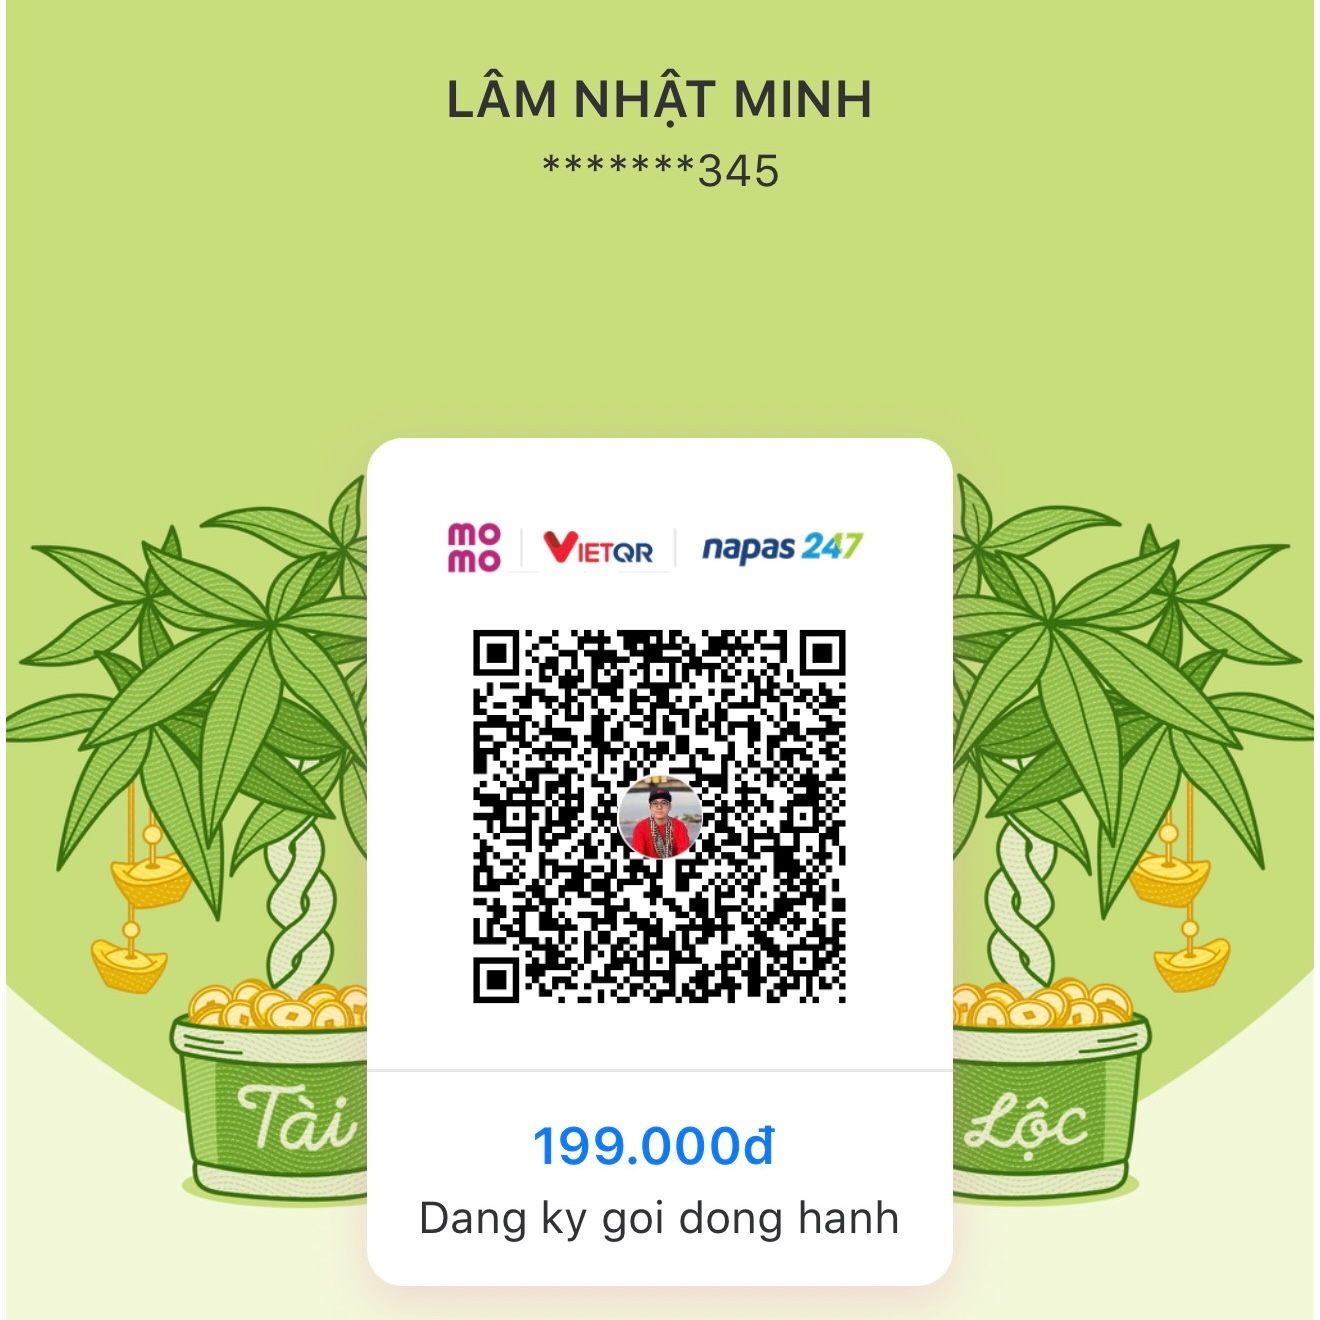 LÂM NHẬT MINH
*******345
mo mo | VIETQR | napas 247
Tài
Lộc
199.000đ
Dang ky goi dong hanh